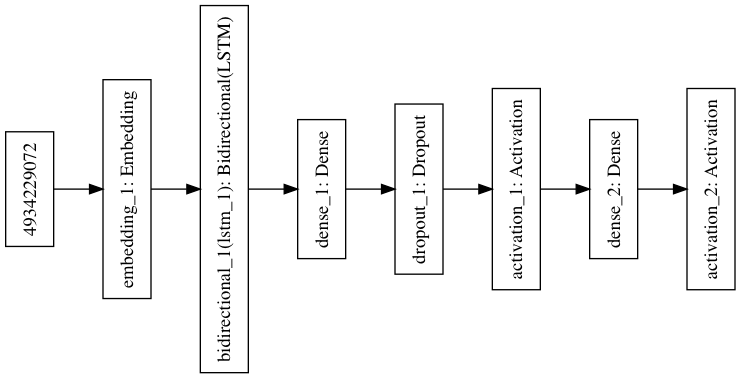 4934229072
embedding_1: Embedding
bidirectional_1(lstm_1): Bidirectional(LSTM)
dense_1: Dense
dropout_1: Dropout
activation_1: Activation
dense_2: Dense
activation_2: Activation